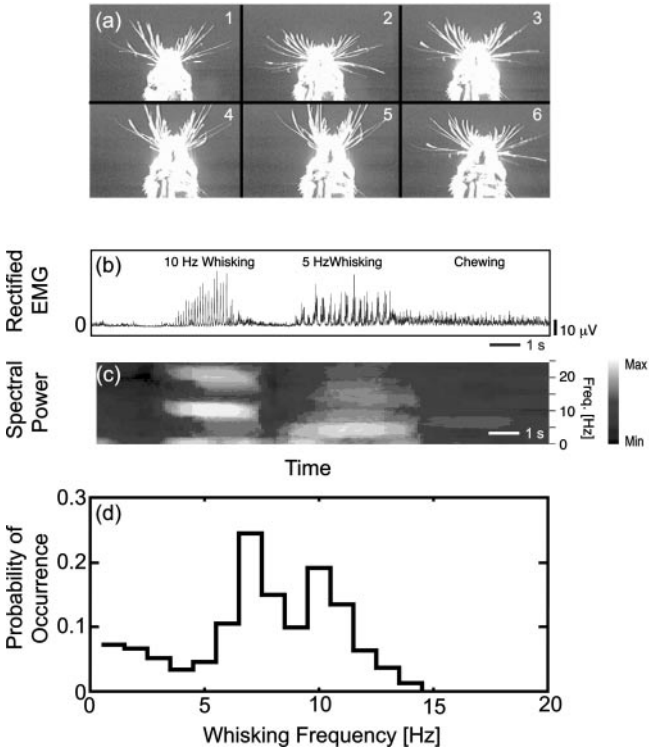 (a) 1 2 3
4 5 6
Rectified EMG
(b) 10 Hz Whisking 5 HzWhisking Chewing
0
10 μV
1 s
Spectral Power
(c)
20
10
0
Freq. [Hz]
1 s
Max
Min
Time
Probability of Occurrence
(d)
0.3
0.2
0.1
0
0 5 10 15 20
Whisking Frequency [Hz]